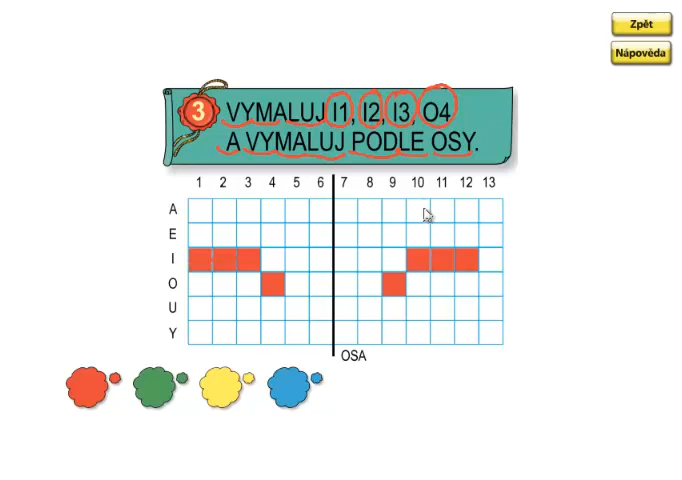 Zpět
Nápověda
3 VYMALUJ I1, I2, I3, O4
A VYMALUJ PODLE OSY.
1 2 3 4 5 6 7 8 9 10 11 12 13
A
E
I
O
U
Y
OSA